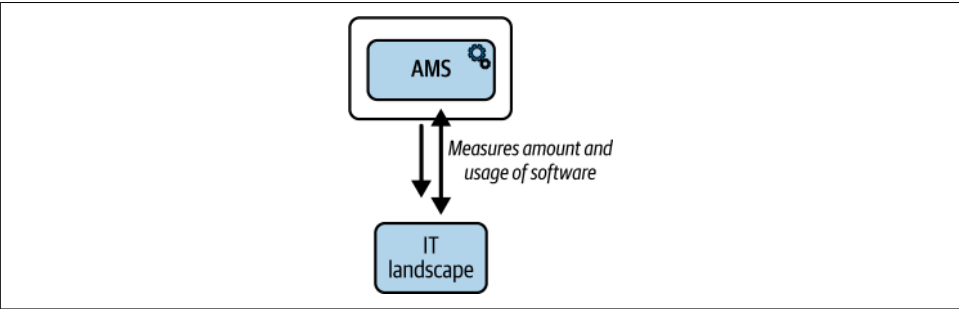 AMS
Measures amount and
usage of software
IT
landscape